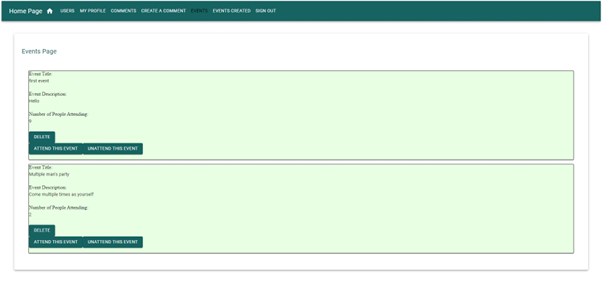 Home Page USERS MY PROFILE COMMENTS CREATE A COMMENT EVENTS EVENTS CREATED SIGN OUT
Events Page
Event Title:
first event
Event Description:
Hello
Number of People Attending:
DELETE
ATTEND THIS EVENT UNATTEND THIS EVENT
Event Title:
Multiple man's party
Event Description:
Come multiple times as yourself
Number of People Attending:
2
DELETE
ATTEND THIS EVENT UNATTEND THIS EVENT